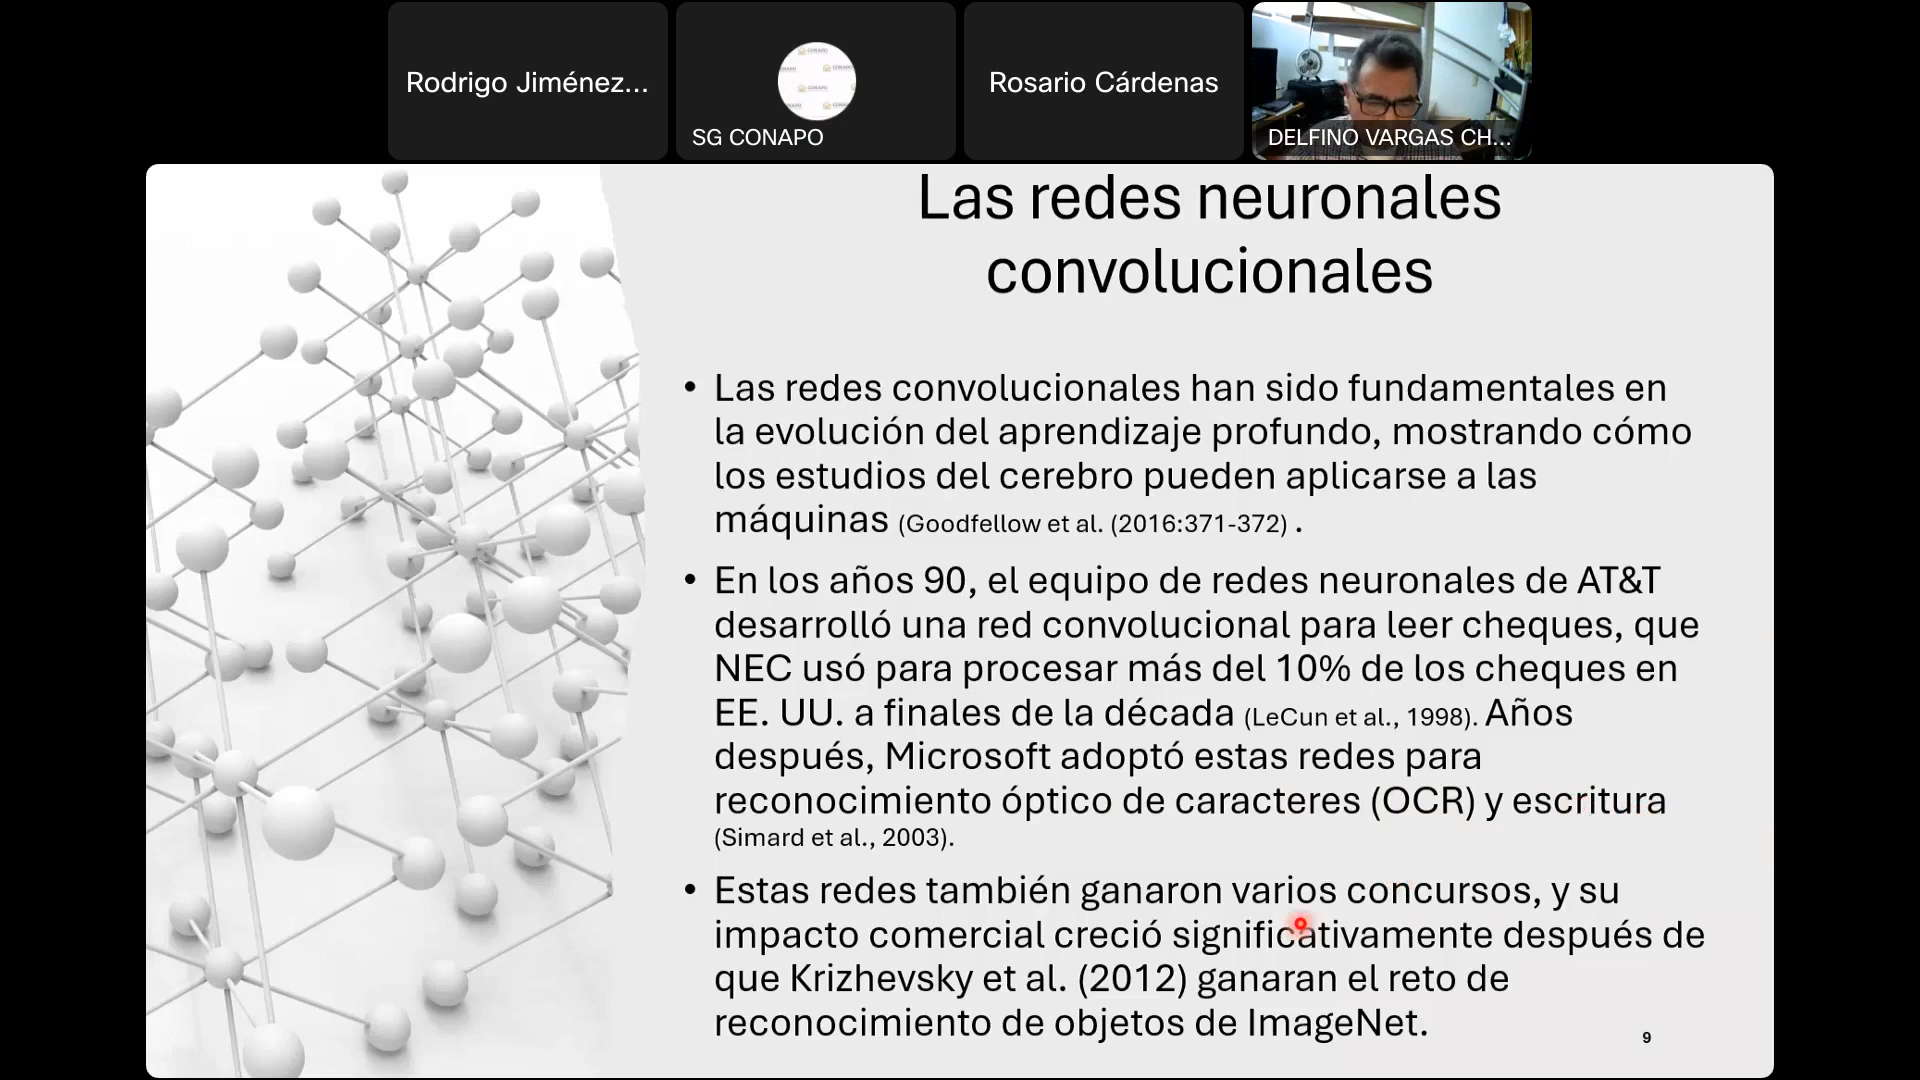 Rodrigo Jiménez...
CONAPO
SG CONAPO
Rosario Cárdenas
DELFINO VARGAS CH...
Las redes neuronales
convolucionales
• Las redes convolucionales han sido fundamentales en
la evolución del aprendizaje profundo, mostrando cómo
los estudios del cerebro pueden aplicarse a las
máquinas (Goodfellow et al. (2016:371-372) .
• En los años 90, el equipo de redes neuronales de AT&T
desarrolló una red convolucional para leer cheques, que
NEC usó para procesar más del 10% de los cheques en
EE. UU. a finales de la década (LeCun et al., 1998). Años
después, Microsoft adoptó estas redes para
reconocimiento óptico de caracteres (OCR) y escritura
(Simard et al., 2003).
• Estas redes también ganaron varios concursos, y su
impacto comercial creció significativamente después de
que Krizhevsky et al. (2012) ganaran el reto de
reconocimiento de objetos de ImageNet.
9